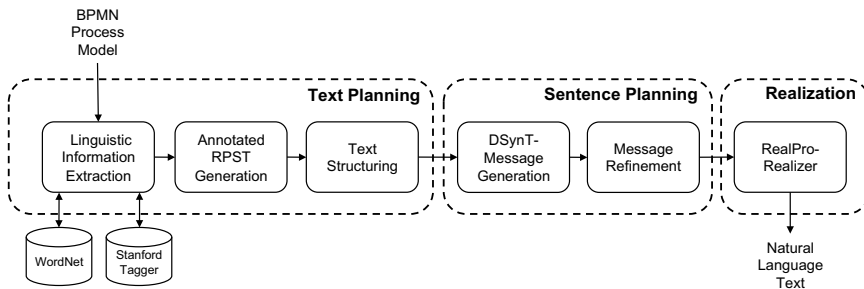 BPMN
Process
Model
Text Planning
Sentence Planning
Realization
Linguistic
Information
Extraction
Annotated
RPST
Generation
Text
Structuring
DSynT-
Message
Generation
Message
Refinement
RealPro-
Realizer
WordNet
Stanford
Tagger
Natural
Language
Text